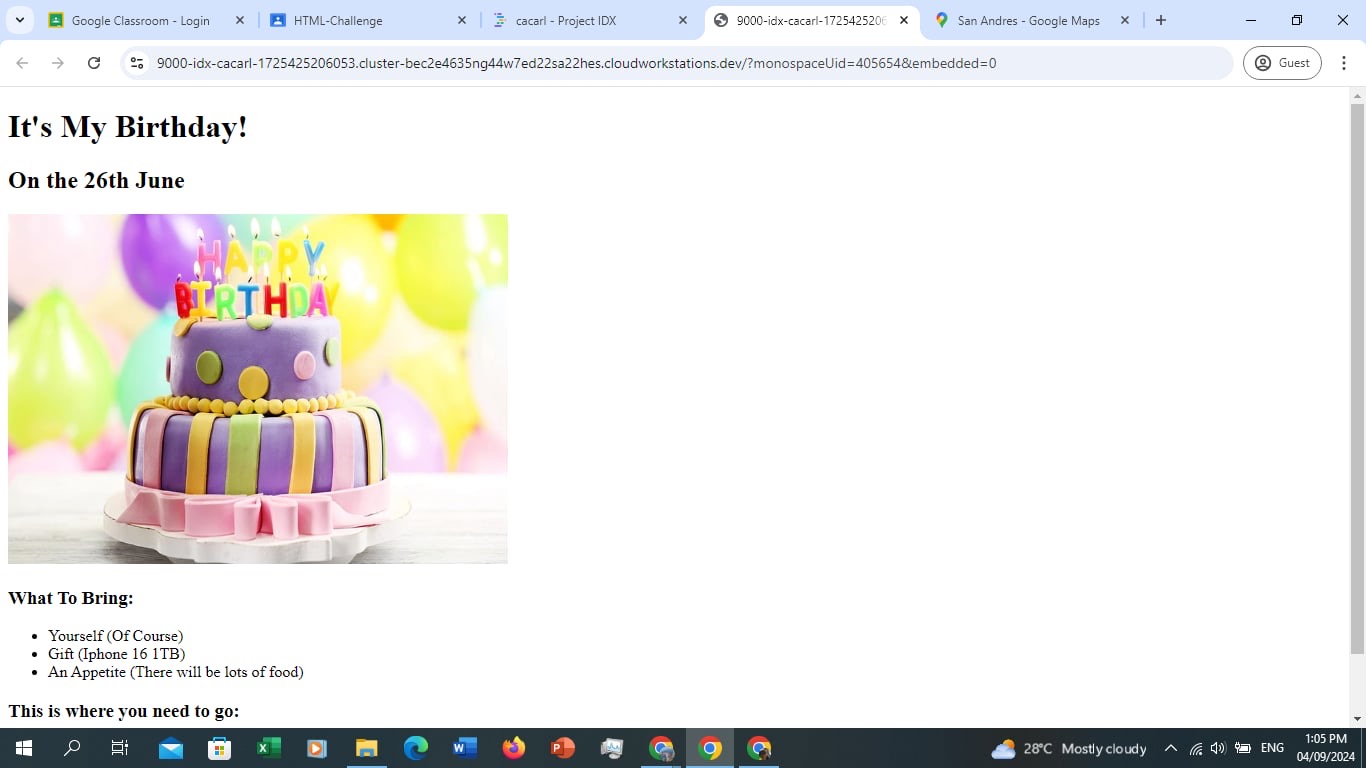 Google Classroom - Login
HTML-Challenge
cacarl - Project IDX
9000-idx-cacarl-1725425206
San Andres - Google Maps
9000-idx-cacarl-1725425206053.cluster-bec2e4635ng44w7ed22sa22hes.cloudworkstations.dev/?monospaceUid=405654&embedded=0
Guest
It's My Birthday!
On the 26th June
HAPPY
BIRTHDAY
What To Bring:
Yourself (Of Course)
Gift (Iphone 16 1TB)
An Appetite (There will be lots of food)
This is where you need to go:
28°C Mostly cloudy
ENG
1:05 PM
04/09/2024